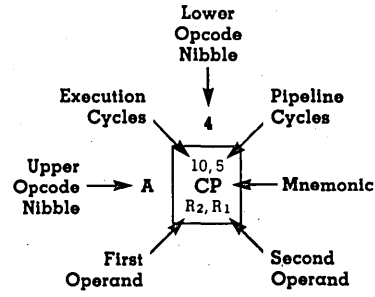 Lower
Opcode
Nibble
Execution
Cycles
Pipeline
Cycles
4
10, 5
Upper
Opcode
Nibble
A
CP
Mnemonic
R2, R1
First
Operand
Second
Operand